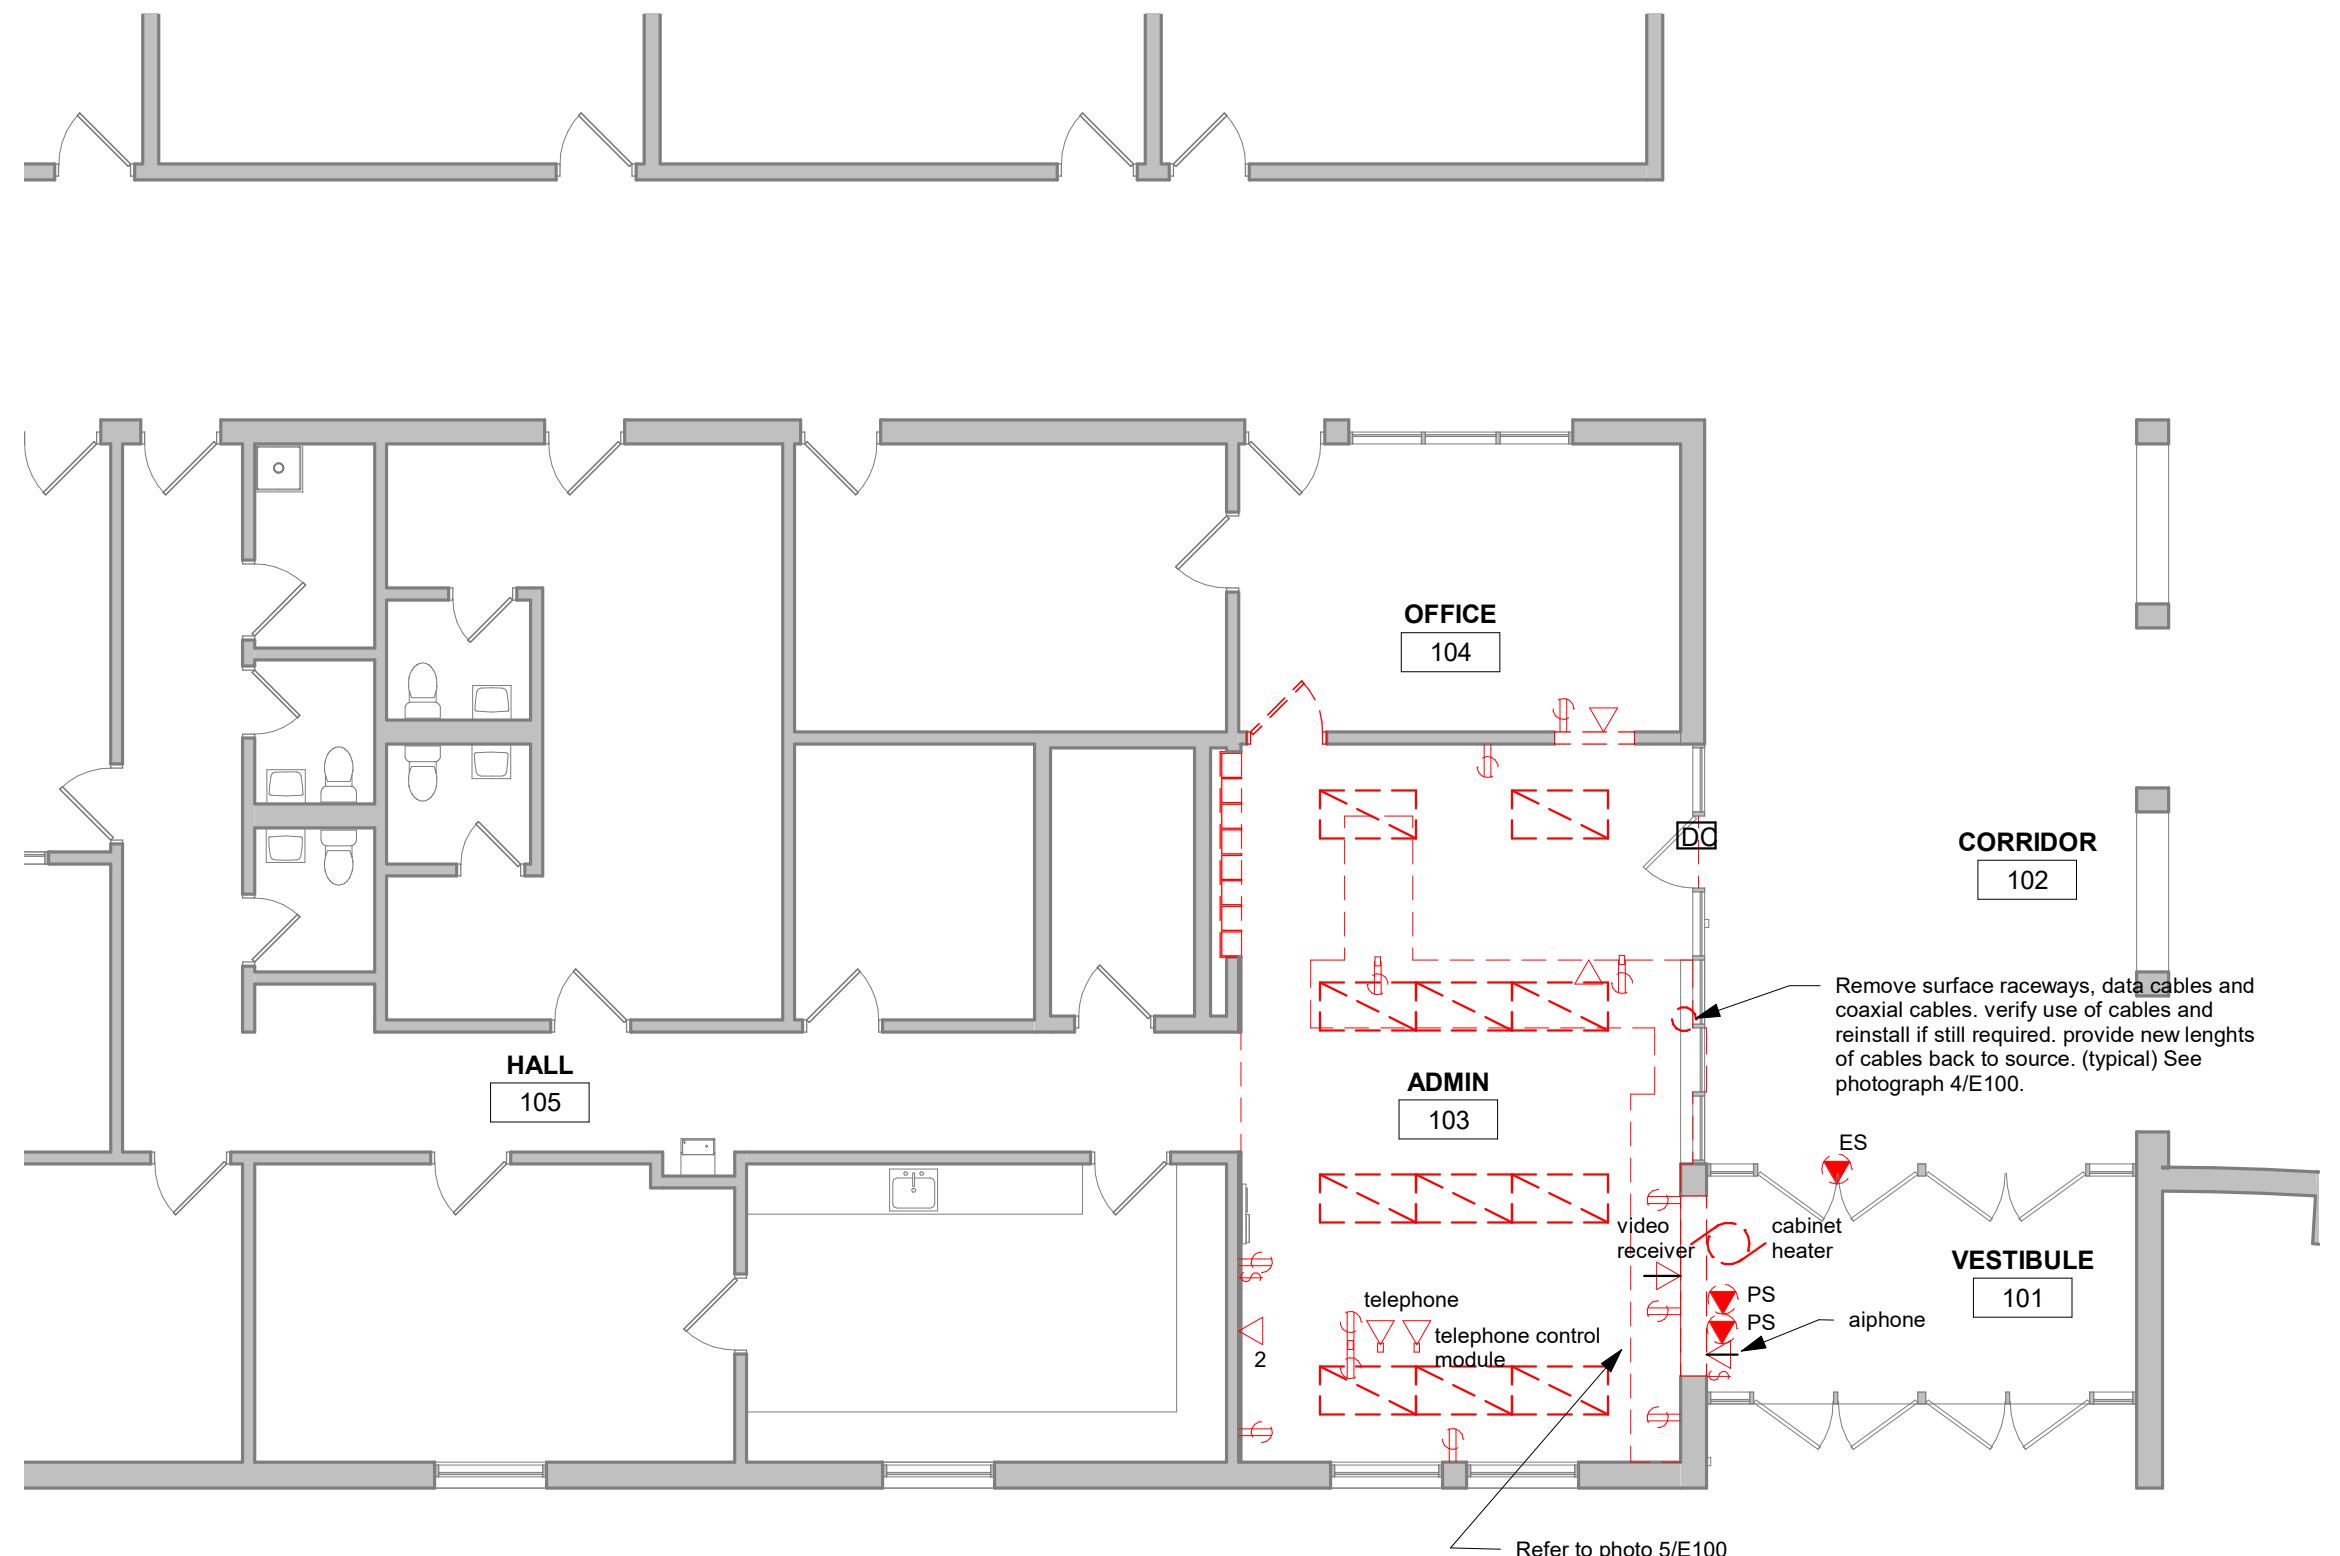 OFFICE
104
DO
CORRIDOR
102
Remove surface raceways, data cables and
coaxial cables. verify use of cables and
reinstall if still required. provide new lenghts
of cables back to source. (typical) See
photograph 4/E100.
HALL
105
ADMIN
103
ES
video
receiver
cabinet
heater
VESTIBULE
101
telephone
PS
PS
aiphone
telephone control
module
2
Refer to photo 5/E100